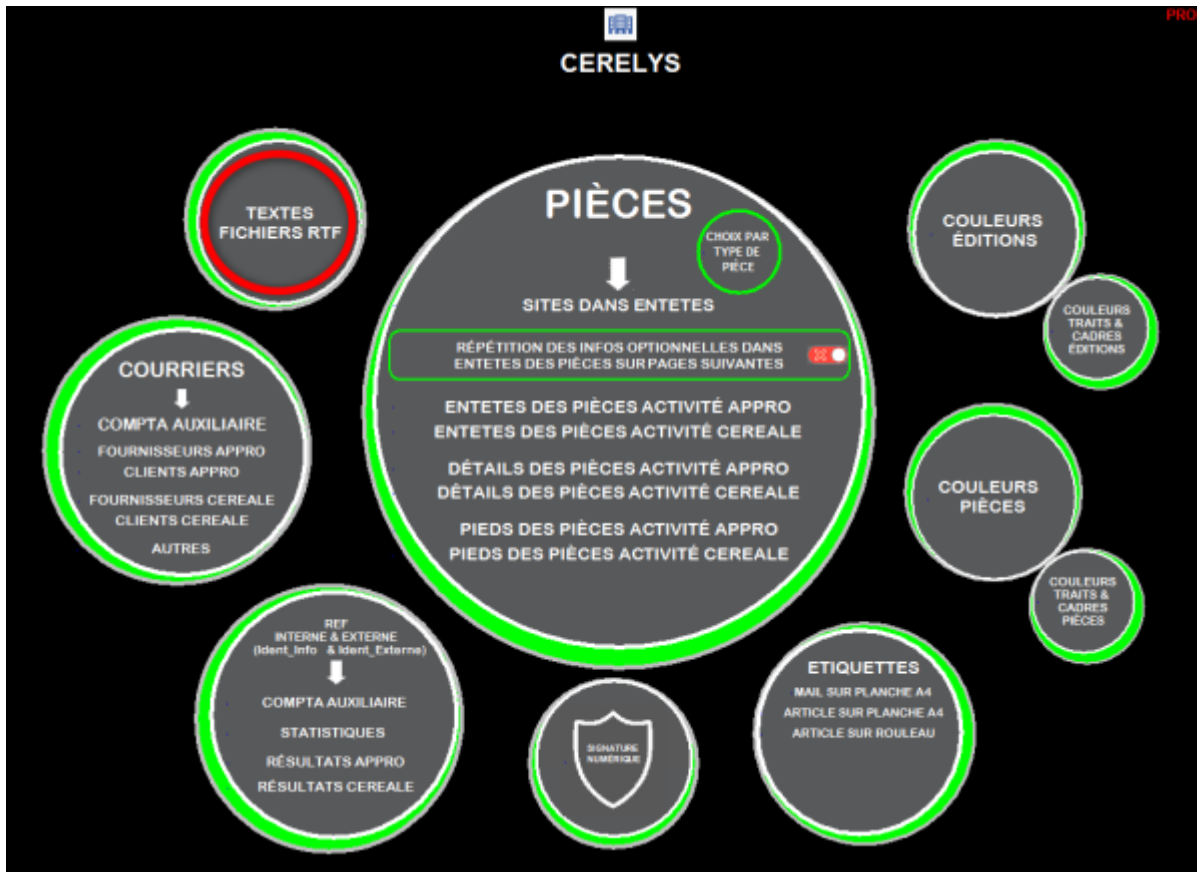 PRO
CERELYS
TEXTES
FICHIERS RTF
PIÈCES
CHOIX PAR
TYPE DE
PIÈCE
SITES DANS ENTETES
RÉPÉTITION DES INFOS OPTIONNELLES DANS
ENTETES DES PIÈCES SUR PAGES SUIVANTES
ENTETES DES PIÈCES ACTIVITÉ APPRO
ENTETES DES PIÈCES ACTIVITÉ CEREALE
DÉTAILS DES PIÈCES ACTIVITÉ APPRO
DÉTAILS DES PIÈCES ACTIVITÉ CEREALE
PIEDS DES PIÈCES ACTIVITÉ APPRO
PIEDS DES PIÈCES ACTIVITÉ CEREALE
COULEURS
ÉDITIONS
COULEURS
TRAITS &
CADRES
ÉDITIONS
COURRIERS
COMPTA AUXILIAIRE
FOURNISSEURS APPRO
CLIENTS APPRO
FOURNISSEURS CEREALE
CLIENTS CEREALE
AUTRES
COULEURS
PIÈCES
COULEURS
TRAITS &
CADRES
PIÈCES
REF
INTERNE & EXTERNE
(Ident_Info & Ident_Externe)
COMPTA AUXILIAIRE
STATISTIQUES
RÉSULTATS APPRO
RÉSULTATS CEREALE
SIGNATURE
NUMÉRIQUE
ETIQUETTES
MAIL SUR PLANCHE A4
ARTICLE SUR PLANCHE A4
ARTICLE SUR ROULEAU